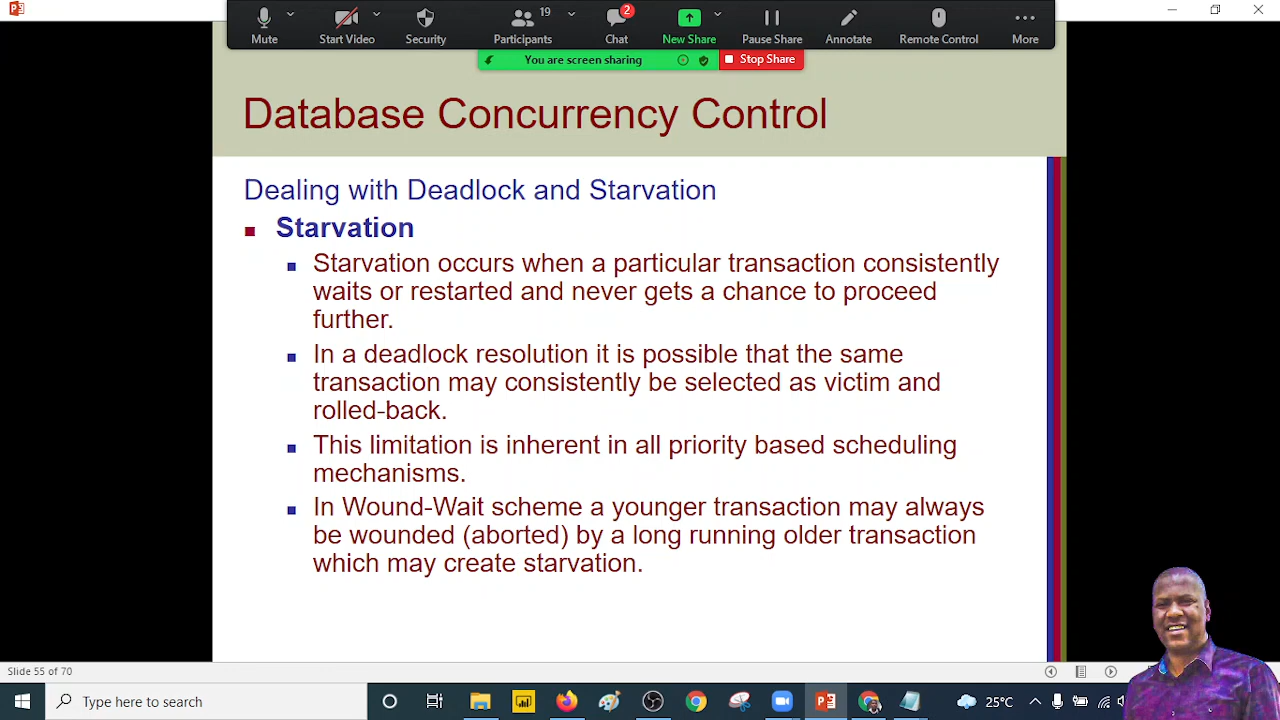 19
2
Mute
Start Video
Security
Participants
Chat
New Share
Pause Share
Annotate
Remote Control
More
You are screen sharing
Stop Share
Database Concurrency Control
Dealing with Deadlock and Starvation
Starvation
Starvation occurs when a particular transaction consistently
waits or restarted and never gets a chance to proceed
further.
In a deadlock resolution it is possible that the same
transaction may consistently be selected as victim and
rolled-back.
This limitation is inherent in all priority based scheduling
mechanisms.
In Wound-Wait scheme a younger transaction may always
be wounded (aborted) by a long running older transaction
which may create starvation.
Slide 55 of 70
Type here to search
25°C